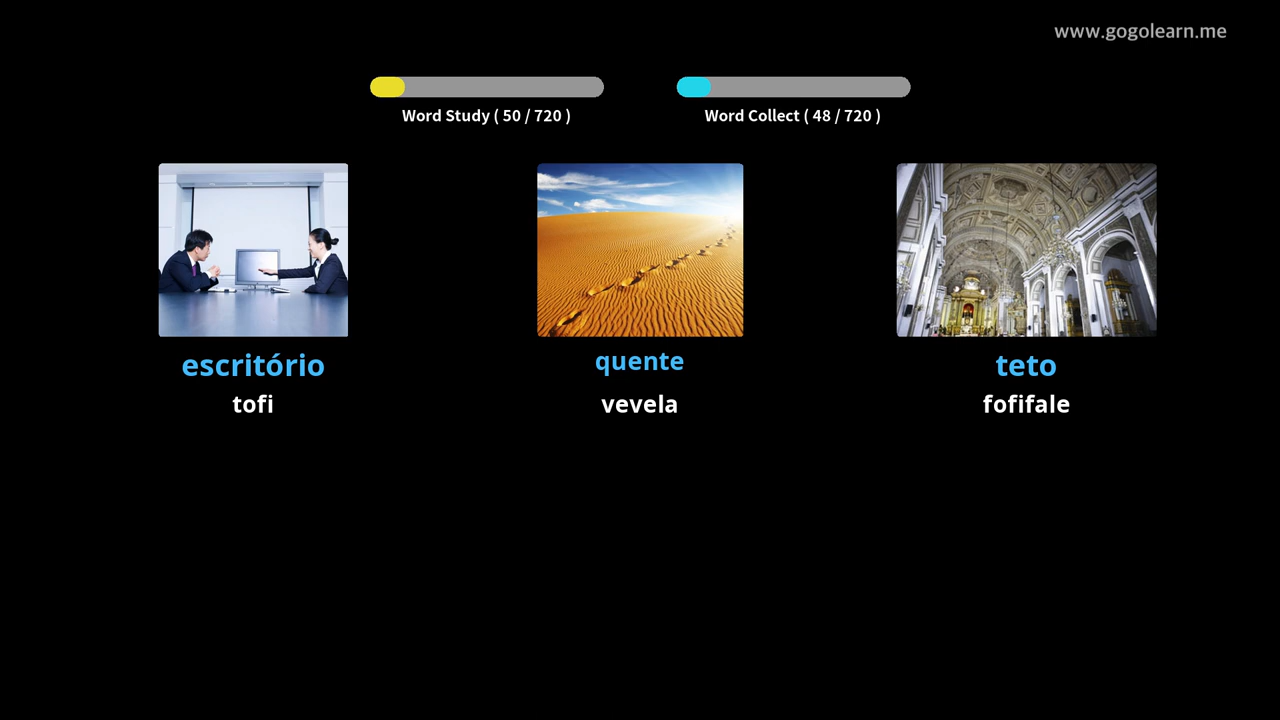 www.gogolearn.me
Word Study ( 50 / 720 )
Word Collect ( 48 / 720 )
escritório
tofi
quente
vevela
teto
fofifale